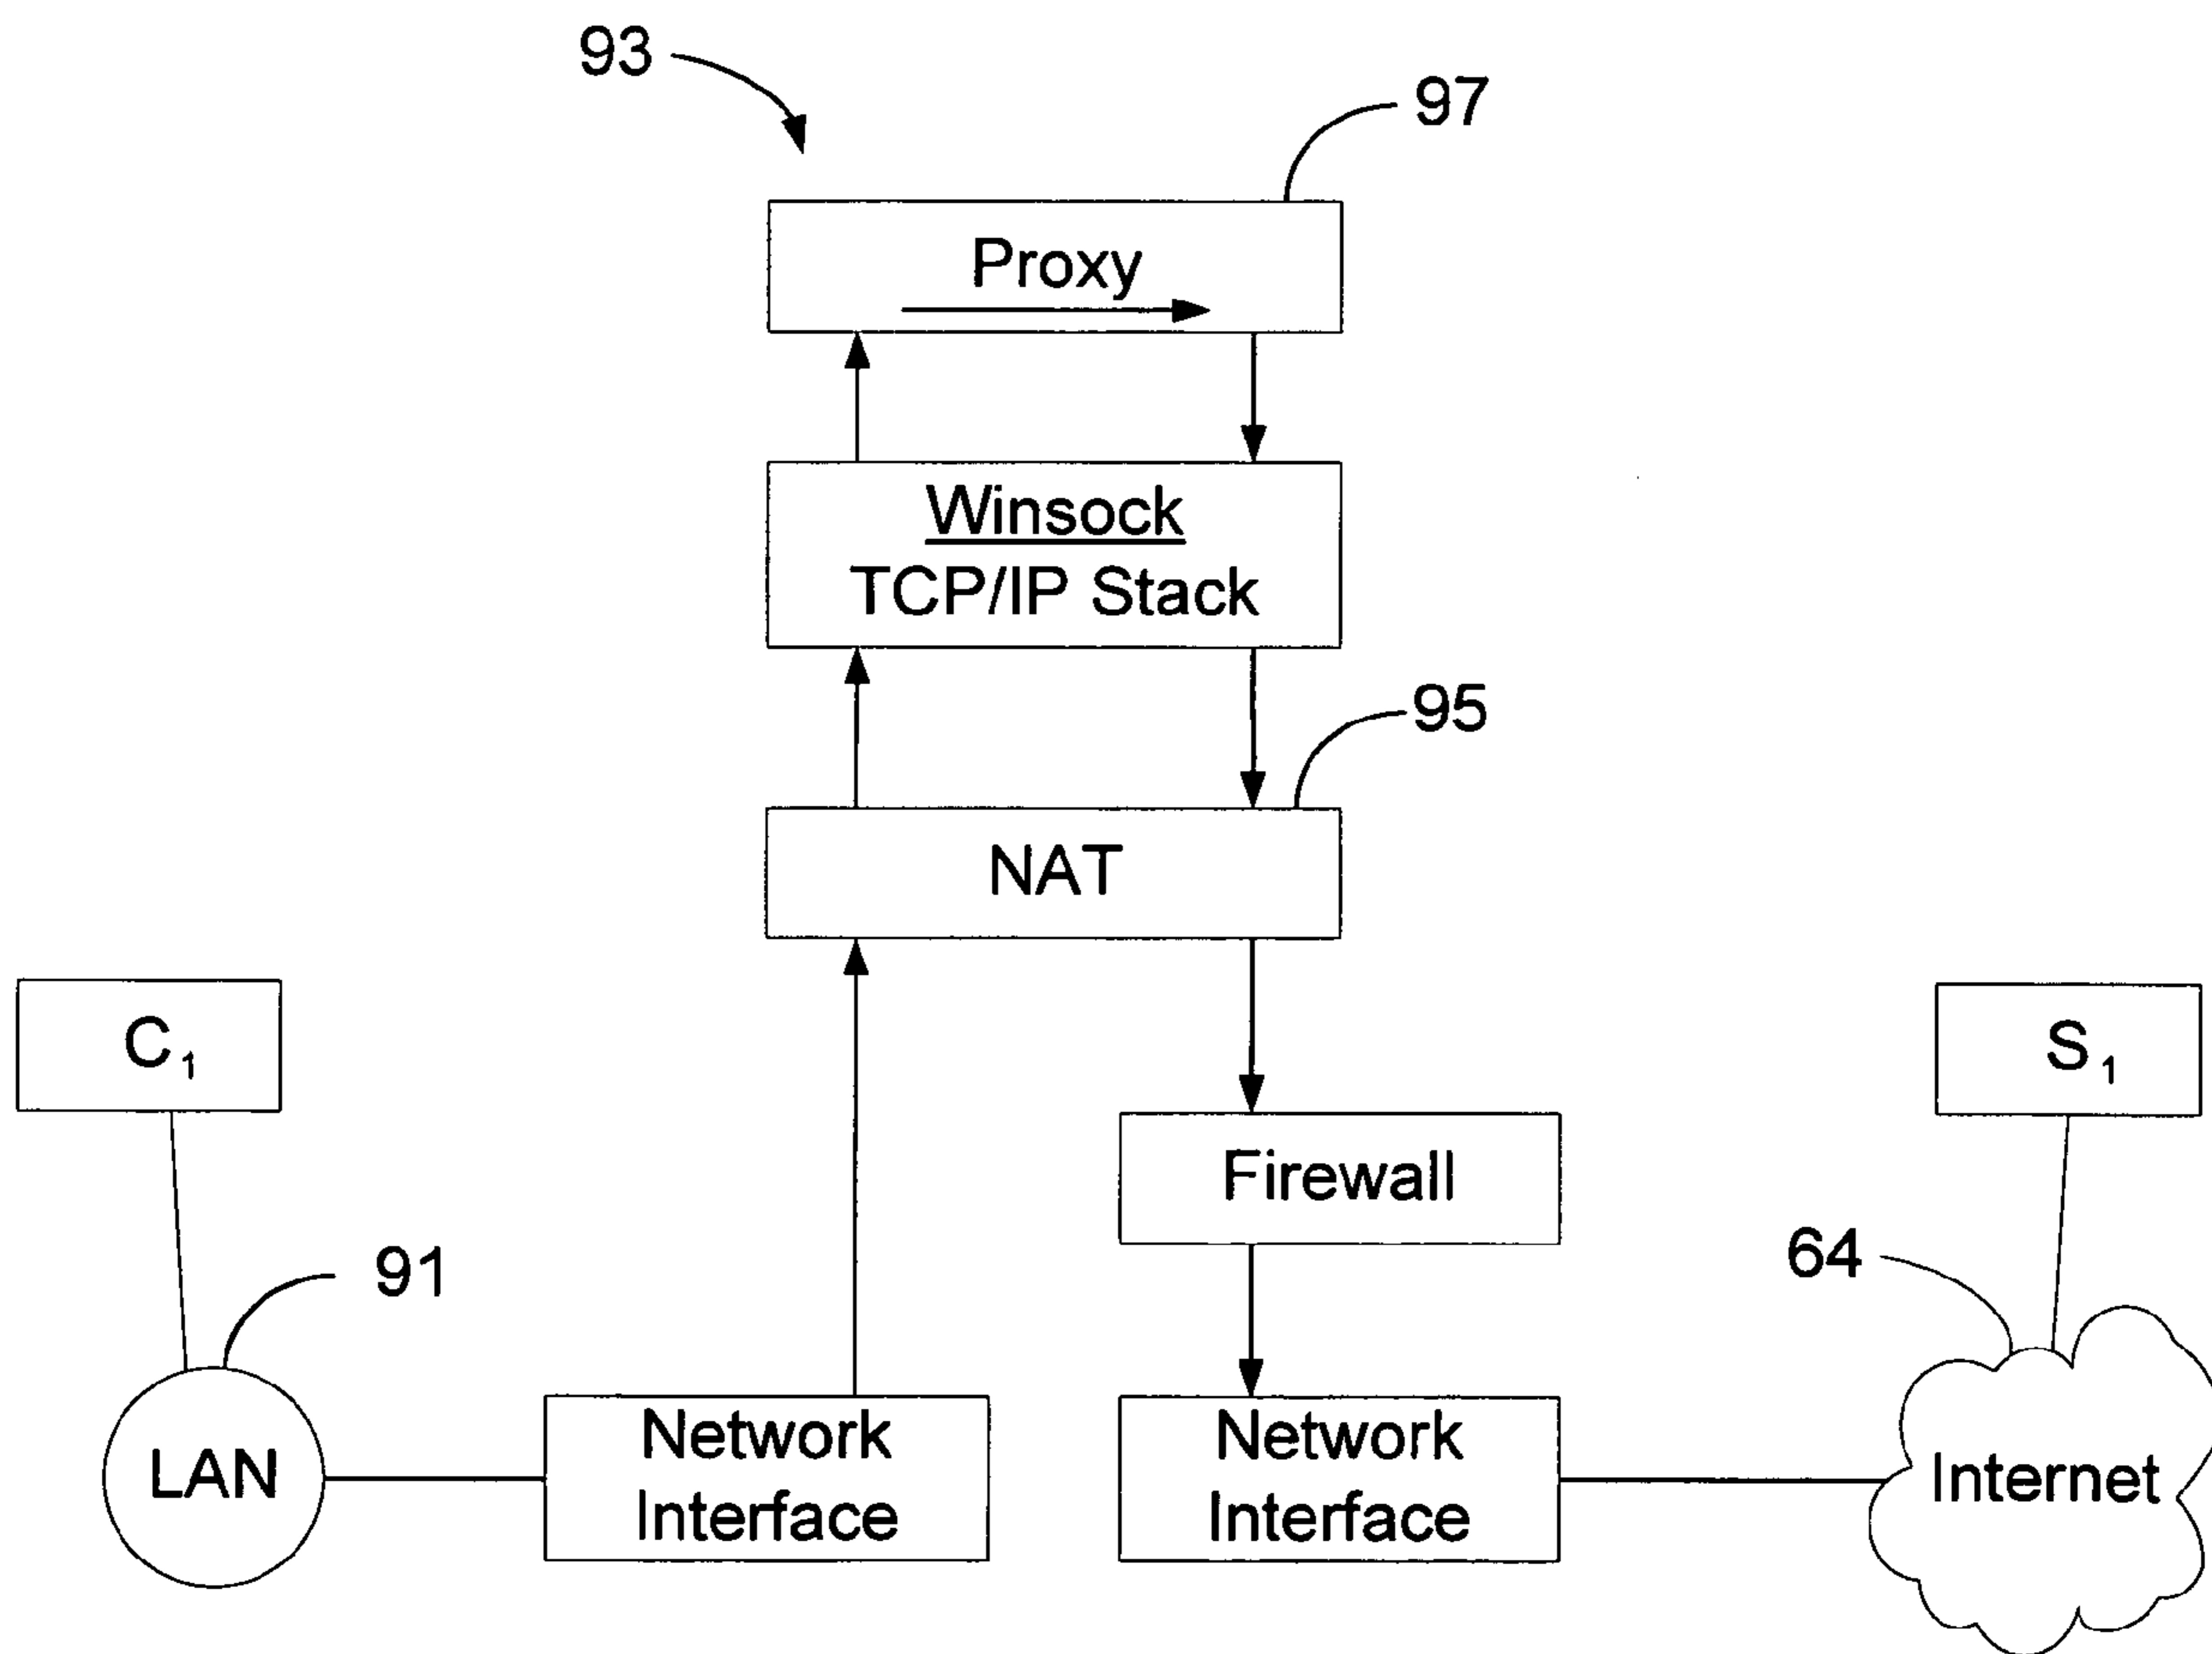 93
97
Proxy
Winsock
TCP/IP Stack
95
NAT
C1
S1
Firewall
91
64
Network
Interface
Network
Interface
LAN
Internet